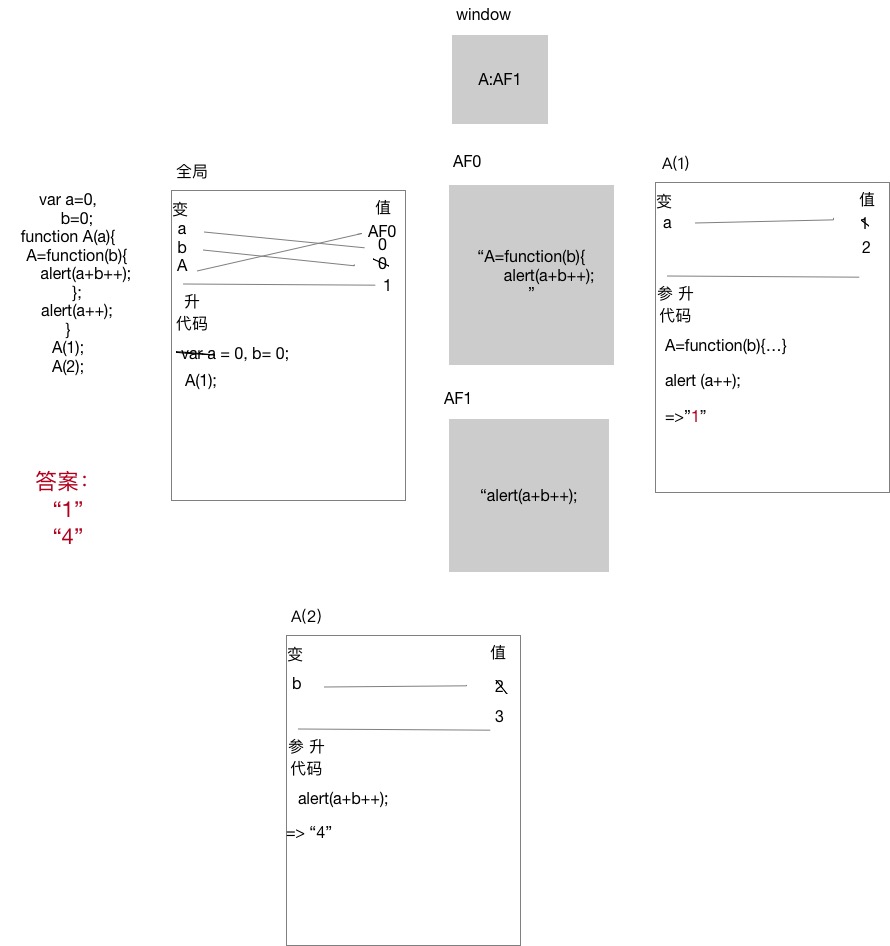 window
A:AF1
var a=0,
b=0;
function A(a){
A=function(b){
alert(a+b++);
};
alert(a++);
}
A(1);
A(2);
答案：
“1”
“4”
全局
变 值
a AF0
b 0
A 0
1
升
代码
var a = 0, b= 0;
A(1);
AF0
“A=function(b){
alert(a+b++);
”
AF1
“alert(a+b++);
A(1)
变 值
a 1
2
参 升
代码
A=function(b){…}
alert (a++);
=>”1”
A(2)
变 值
b 2
3
参 升
代码
alert(a+b++);
=> “4”